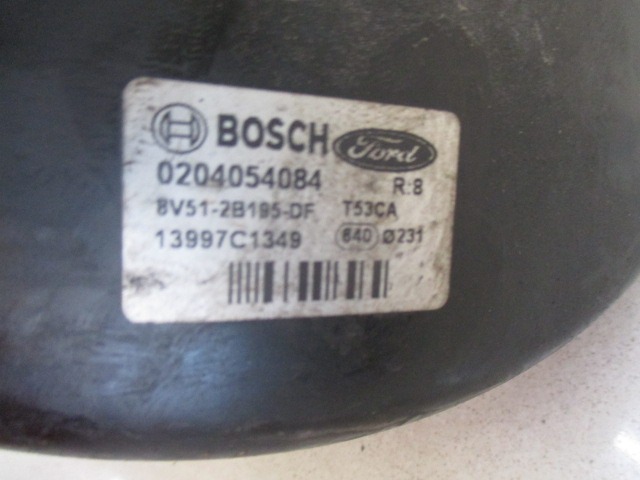 BOSCH Ford
0204054084 R:8
8V51-2B195-DF T53CA
13997C1349 640 Ø231